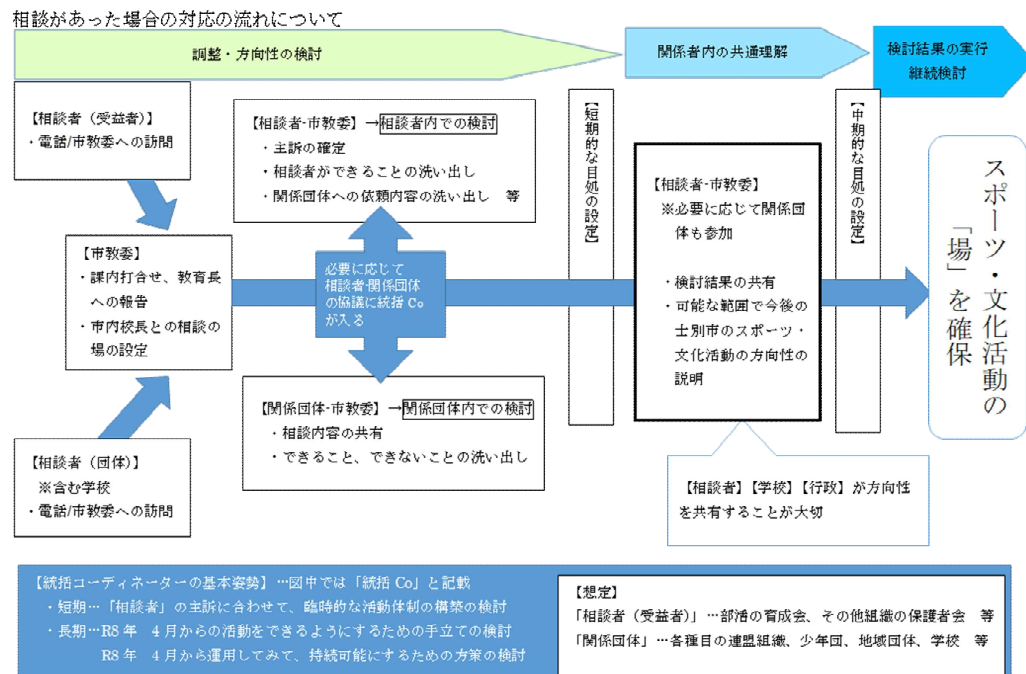 相談があった場合の対応の流れについて
調整・方向性の検討
関係者内の共通理解
検討結果の実行
継続検討
【相談者（受益者）】
・電話/市教委への訪問
【市教委】
・課内打合せ、教育長
への報告
・市内校長との相談の
場の設定
【相談者（団体）】
※含む学校
・電話/市教委への訪問
【相談者-市教委】→相談者内での検討
・主訴の確定
・相談者ができることの洗い出し
・関係団体への依頼内容の洗い出し　等
必要に応じて
相談者-関係団体
の協議に統括 Co
が入る
【関係団体-市教委】→関係団体内での検討
・相談内容の共有
・できること、できないことの洗い出し
【短期的な目処の設定】
【相談者-市教委】
※必要に応じて関係団
体も参加
・検討結果の共有
・可能な範囲で今後の
士別市のスポーツ・
文化活動の方向性の
説明
【中期的な目処の設定】
スポーツ・文化活動の
「場」を確保
【相談者】【学校】【行政】が方向性
を共有することが大切
【統括コーディネーターの基本姿勢】…図中では「統括 Co」と記載
・短期…「相談者」の主訴に合わせて、臨時的な活動体制の構築の検討
・長期…R8 年　4 月からの活動をできるようにするための手立ての検討
R8 年　4 月から運用してみて、持続可能にするための方策の検討
【想定】
「相談者（受益者）」…部活の育成会、その他組織の保護者会　等
「関係団体」…各種目の連盟組織、少年団、地域団体、学校　等